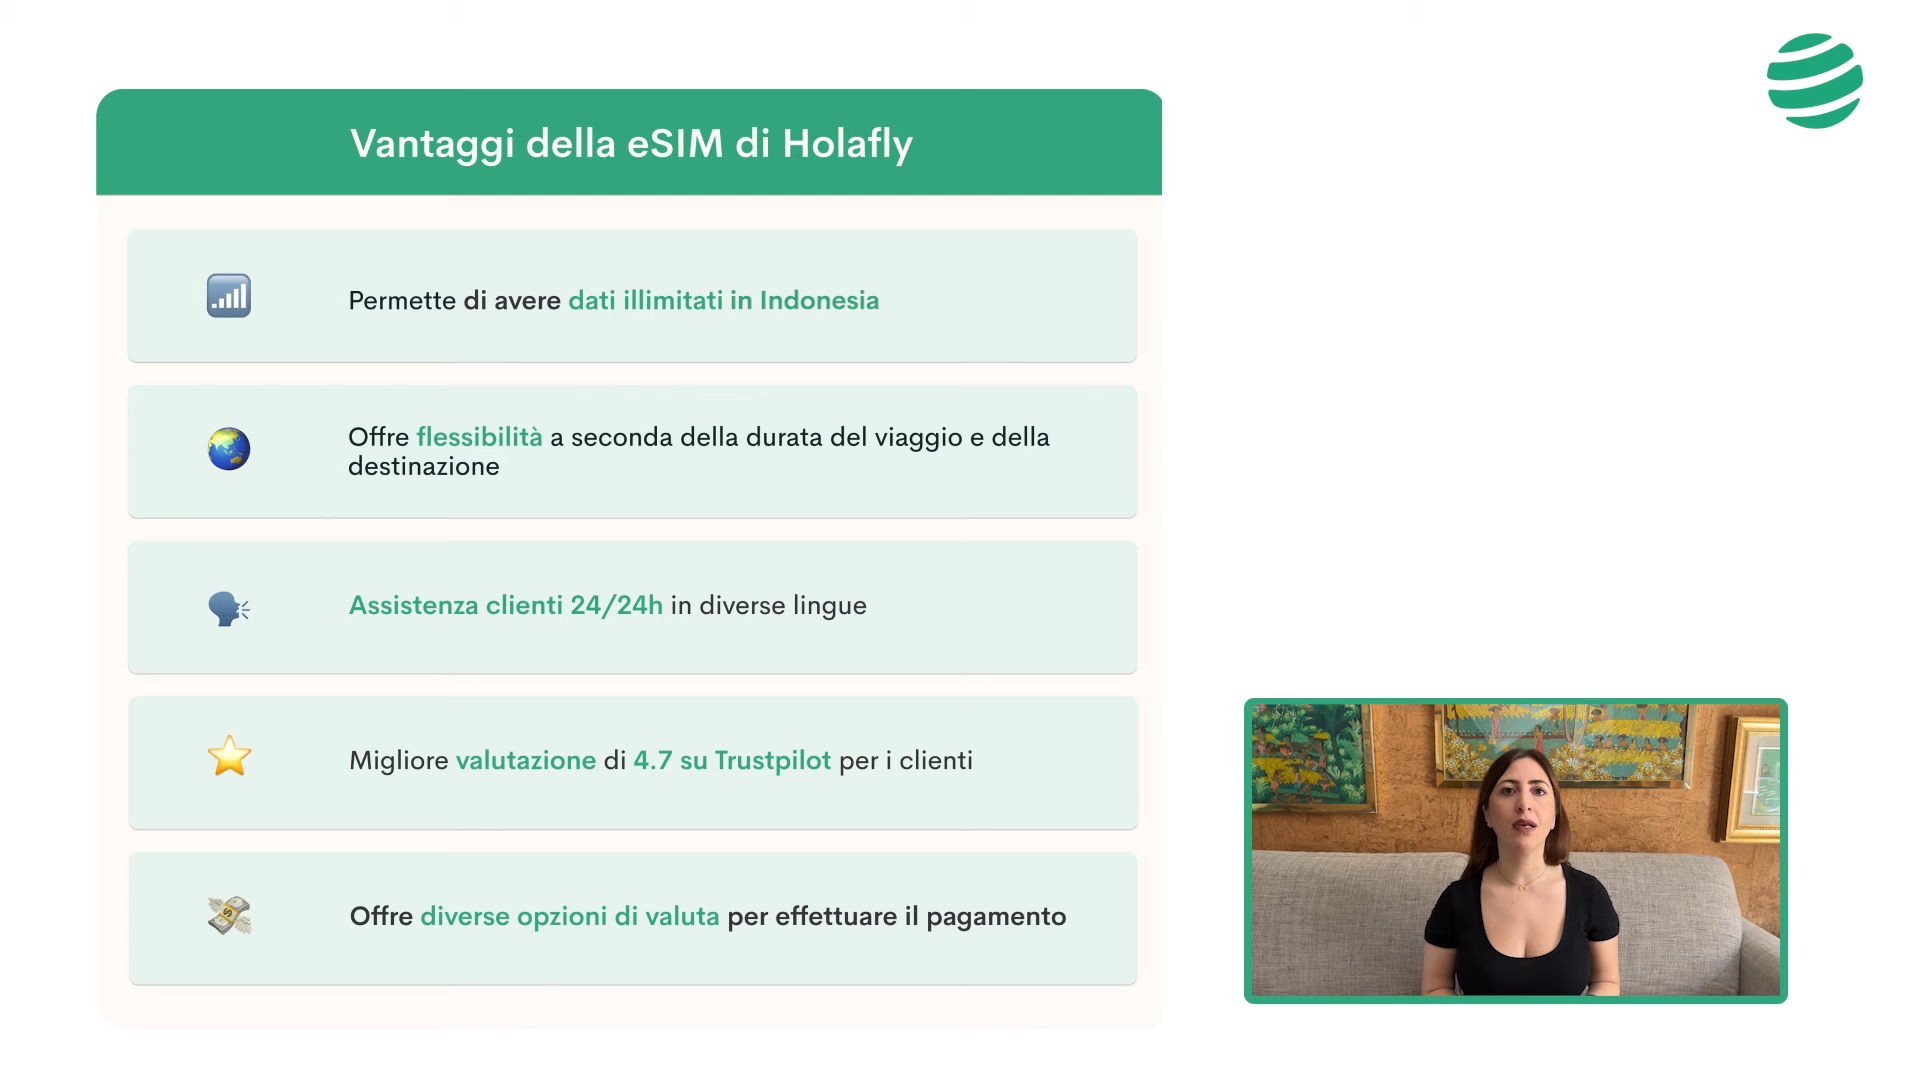 Vantaggi della eSIM di Holafly
Permette di avere dati illimitati in Indonesia
Offre flessibilità a seconda della durata del viaggio e della
destinazione
Assistenza clienti 24/24h in diverse lingue
Migliore valutazione di 4.7 su Trustpilot per i clienti
Offre diverse opzioni di valuta per effettuare il pagamento